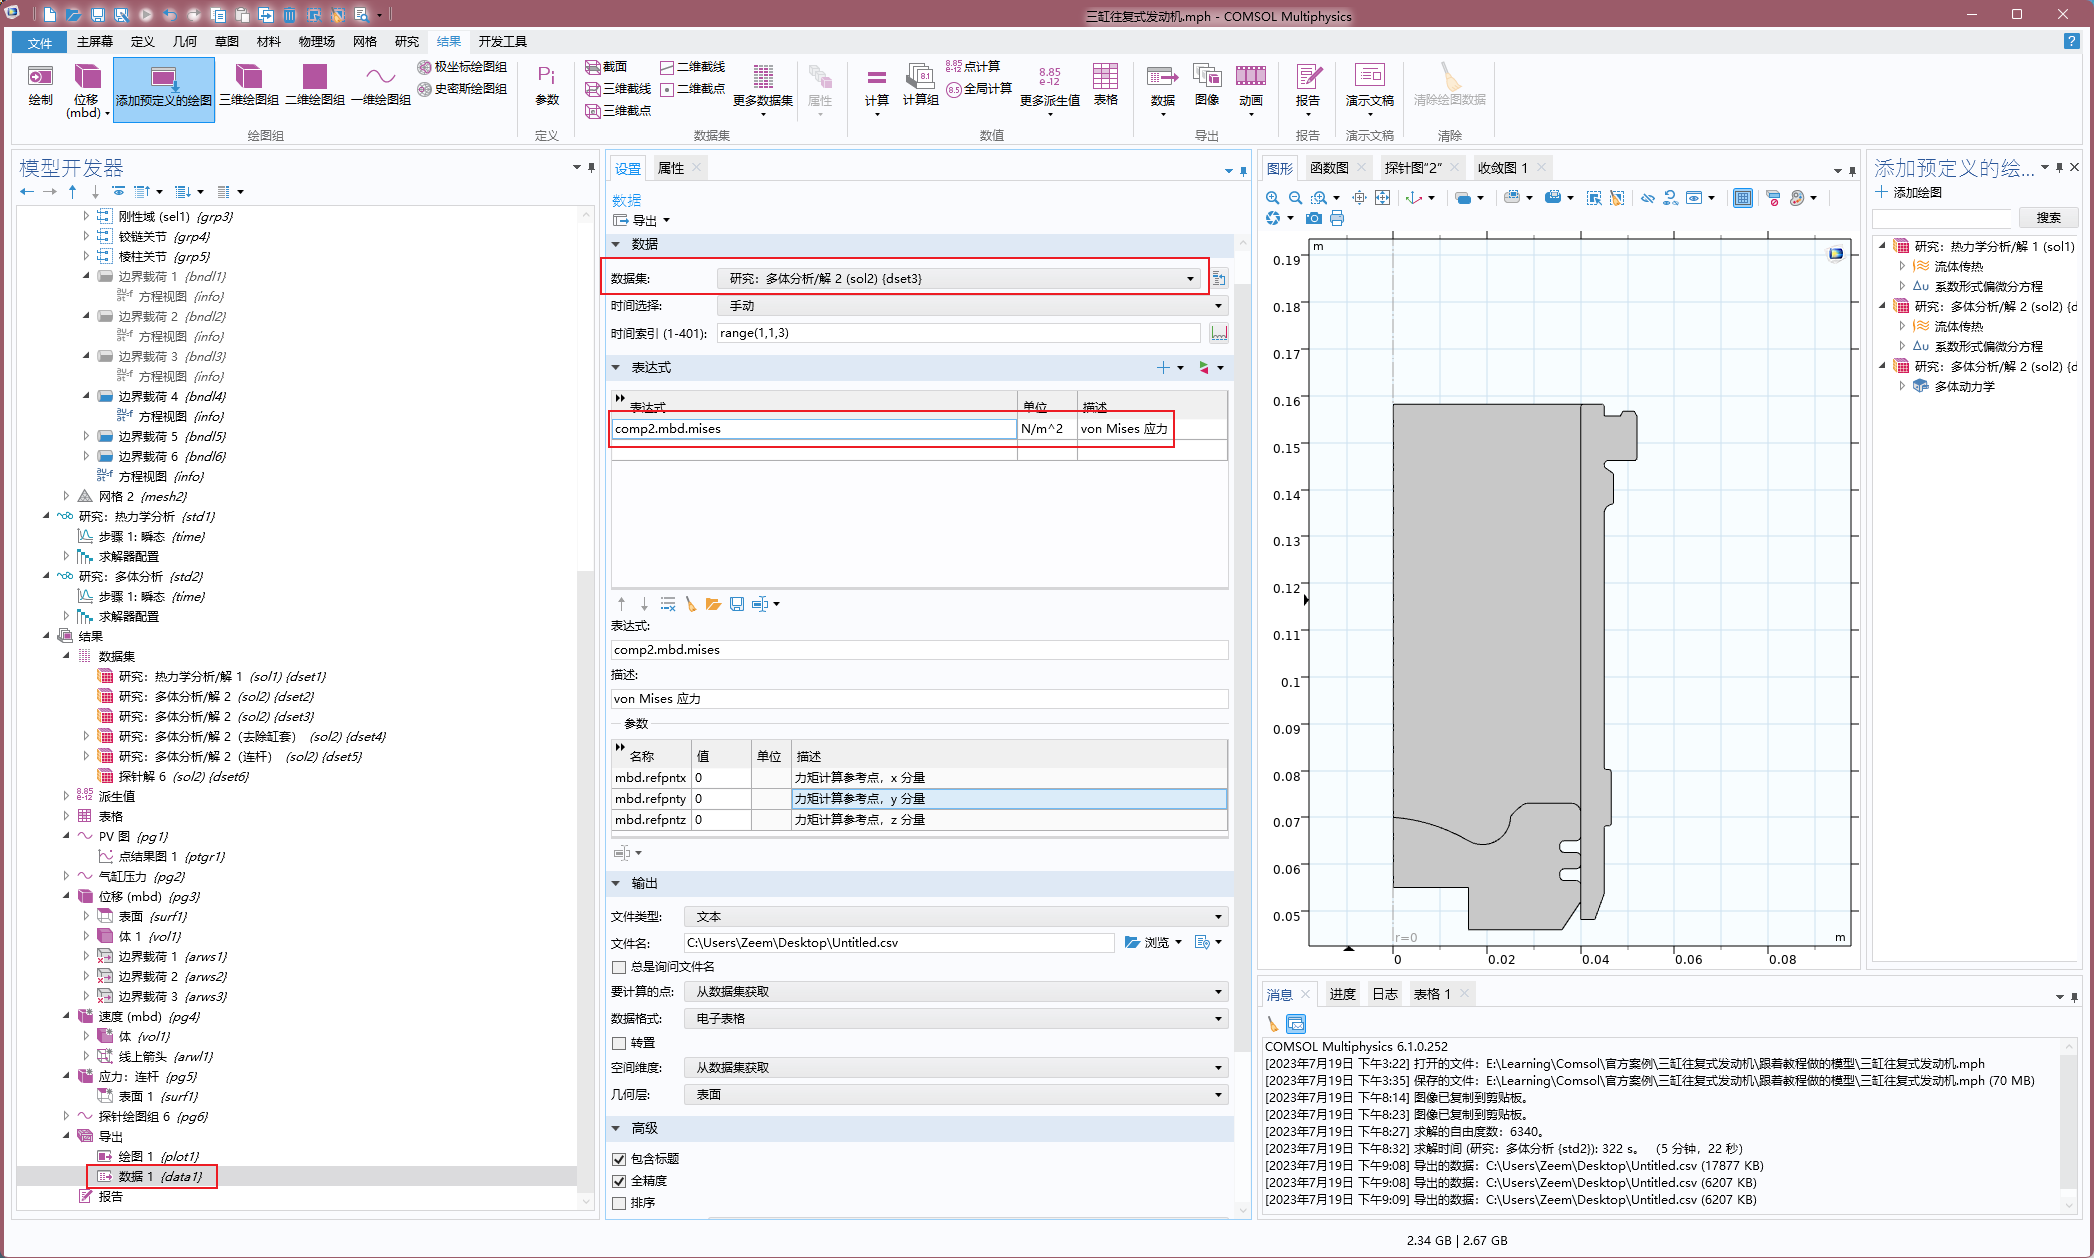 三缸往复式发动机.mph - COMSOL Multiphysics
文件 主屏幕 定义 几何 草图 材料 物理场 网格 研究 结果 开发工具
绘制
位移 (mbd)
添加预定义的绘图
三维绘图组
二维绘图组
一维绘图组
极坐标绘图组
史密斯绘图组
绘图组
Pi
参数
定义
截面
三维截线
三维截点
二维截线
二维截点
更多数据集
属性
数据集
计算
计算组
8.85 e-12 点计算
全局计算
8.85 e-12
更多派生值
表格
数值
数据
图像
动画
导出
报告
报告
演示文稿
演示文稿
清除绘图数据
清除
模型开发器
刚性域 (sel1) {grp3}
铰链关节 {grp4}
棱柱关节 {grp5}
边界载荷 1 {bndl1}
方程视图 {info}
边界载荷 2 {bndl2}
方程视图 {info}
边界载荷 3 {bndl3}
方程视图 {info}
边界载荷 4 {bndl4}
方程视图 {info}
边界载荷 5 {bndl5}
边界载荷 6 {bndl6}
方程视图 {info}
网格 2 {mesh2}
研究：热力学分析 {std1}
步骤 1: 瞬态 {time}
求解器配置
研究：多体分析 {std2}
步骤 1: 瞬态 {time}
求解器配置
结果
数据集
研究：热力学分析/解 1 (sol1) {dset1}
研究：多体分析/解 2 (sol2) {dset2}
研究：多体分析/解 2 (sol2) {dset3}
研究：多体分析/解 2（去除缸套） (sol2) {dset4}
研究：多体分析/解 2（连杆） (sol2) {dset5}
探针解 6 (sol2) {dset6}
派生值
表格
PV 图 {pg1}
点结果图 1 {ptgr1}
气缸压力 {pg2}
位移 (mbd) {pg3}
表面 {surf1}
体 1 {vol1}
边界载荷 1 {arws1}
边界载荷 2 {arws2}
边界载荷 3 {arws3}
速度 (mbd) {pg4}
体 {vol1}
线上箭头 {arwl1}
应力：连杆 {pg5}
表面 1 {surf1}
探针绘图组 6 {pg6}
导出
绘图 1 {plot1}
数据 1 {data1}
报告
设置 属性
数据
导出
数据
数据集: 研究：多体分析/解 2 (sol2) {dset3}
时间选择: 手动
时间索引 (1-401): range(1,1,3)
表达式
表达式 单位 描述
comp2.mbd.mises N/m^2 von Mises 应力
表达式:
comp2.mbd.mises
描述:
von Mises 应力
参数
名称 值 单位 描述
mbd.refpntx 0 力矩计算参考点，x 分量
mbd.refpnty 0 力矩计算参考点，y 分量
mbd.refpntz 0 力矩计算参考点，z 分量
输出
文件类型: 文本
文件名: C:\Users\Zeem\Desktop\Untitled.csv 浏览
总是询问文件名
要计算的点: 从数据集获取
数据格式: 电子表格
转置
空间维度: 从数据集获取
几何层: 表面
高级
包含标题
全精度
排序
图形 函数图 探针图“2” 收敛图 1
m
0.19
0.18
0.17
0.16
0.15
0.14
0.13
0.12
0.11
0.1
0.09
0.08
0.07
0.06
0.05
r=0
m
0 0.02 0.04 0.06 0.08
消息 进度 日志 表格 1
COMSOL Multiphysics 6.1.0.252
[2023年7月19日 下午3:22] 打开的文件：E:\Learning\Comsol\官方案例\三缸往复式发动机\跟着教程做的模型\三缸往复式发动机.mph
[2023年7月19日 下午3:35] 保存的文件：E:\Learning\Comsol\官方案例\三缸往复式发动机\跟着教程做的模型\三缸往复式发动机.mph (70 MB)
[2023年7月19日 下午8:14] 图像已复制到剪贴板。
[2023年7月19日 下午8:23] 图像已复制到剪贴板。
[2023年7月19日 下午8:27] 求解的自由度数：6340。
[2023年7月19日 下午8:32] 求解时间 (研究：多体分析 {std2}): 322 s。 （5 分钟，22 秒）
[2023年7月19日 下午9:08] 导出的数据：C:\Users\Zeem\Desktop\Untitled.csv (17877 KB)
[2023年7月19日 下午9:08] 导出的数据：C:\Users\Zeem\Desktop\Untitled.csv (6207 KB)
[2023年7月19日 下午9:09] 导出的数据：C:\Users\Zeem\Desktop\Untitled.csv (6207 KB)
添加预定义的绘...
添加绘图
搜索
研究：热力学分析/解 1 (sol1)
流体传热
Δu 系数形式偏微分方程
研究：多体分析/解 2 (sol2) {d
流体传热
Δu 系数形式偏微分方程
研究：多体分析/解 2 (sol2) {d
多体动力学
2.34 GB | 2.67 GB